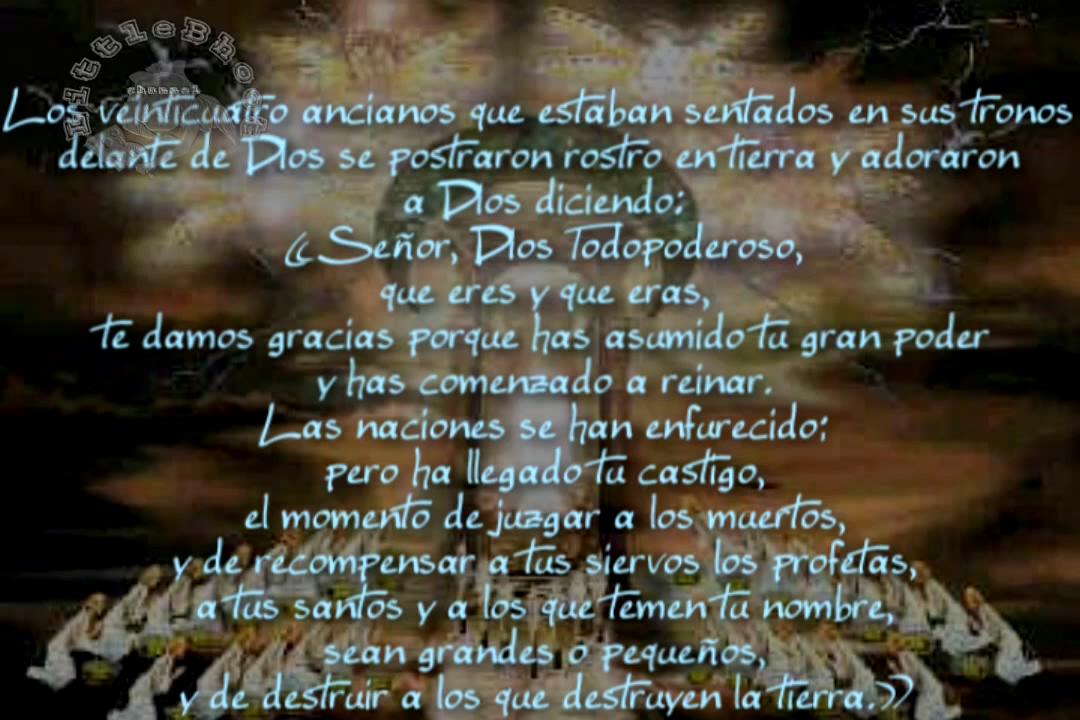 LittleBho
channel
Los veinticuatro ancianos que estaban sentados en sus tronos
delante de Dios se postraron rostro en tierra y adoraron
a Dios diciendo:
«Señor, Dios Todopoderoso,
que eres y que eras,
te damos gracias porque has asumido tu gran poder
y has comenzado a reinar.
Las naciones se han enfurecido;
pero ha llegado tu castigo,
el momento de juzgar a los muertos,
y de recompensar a tus siervos los profetas,
a tus santos y a los que temen tu nombre,
sean grandes o pequeños,
y de destruir a los que destruyen la tierra.»